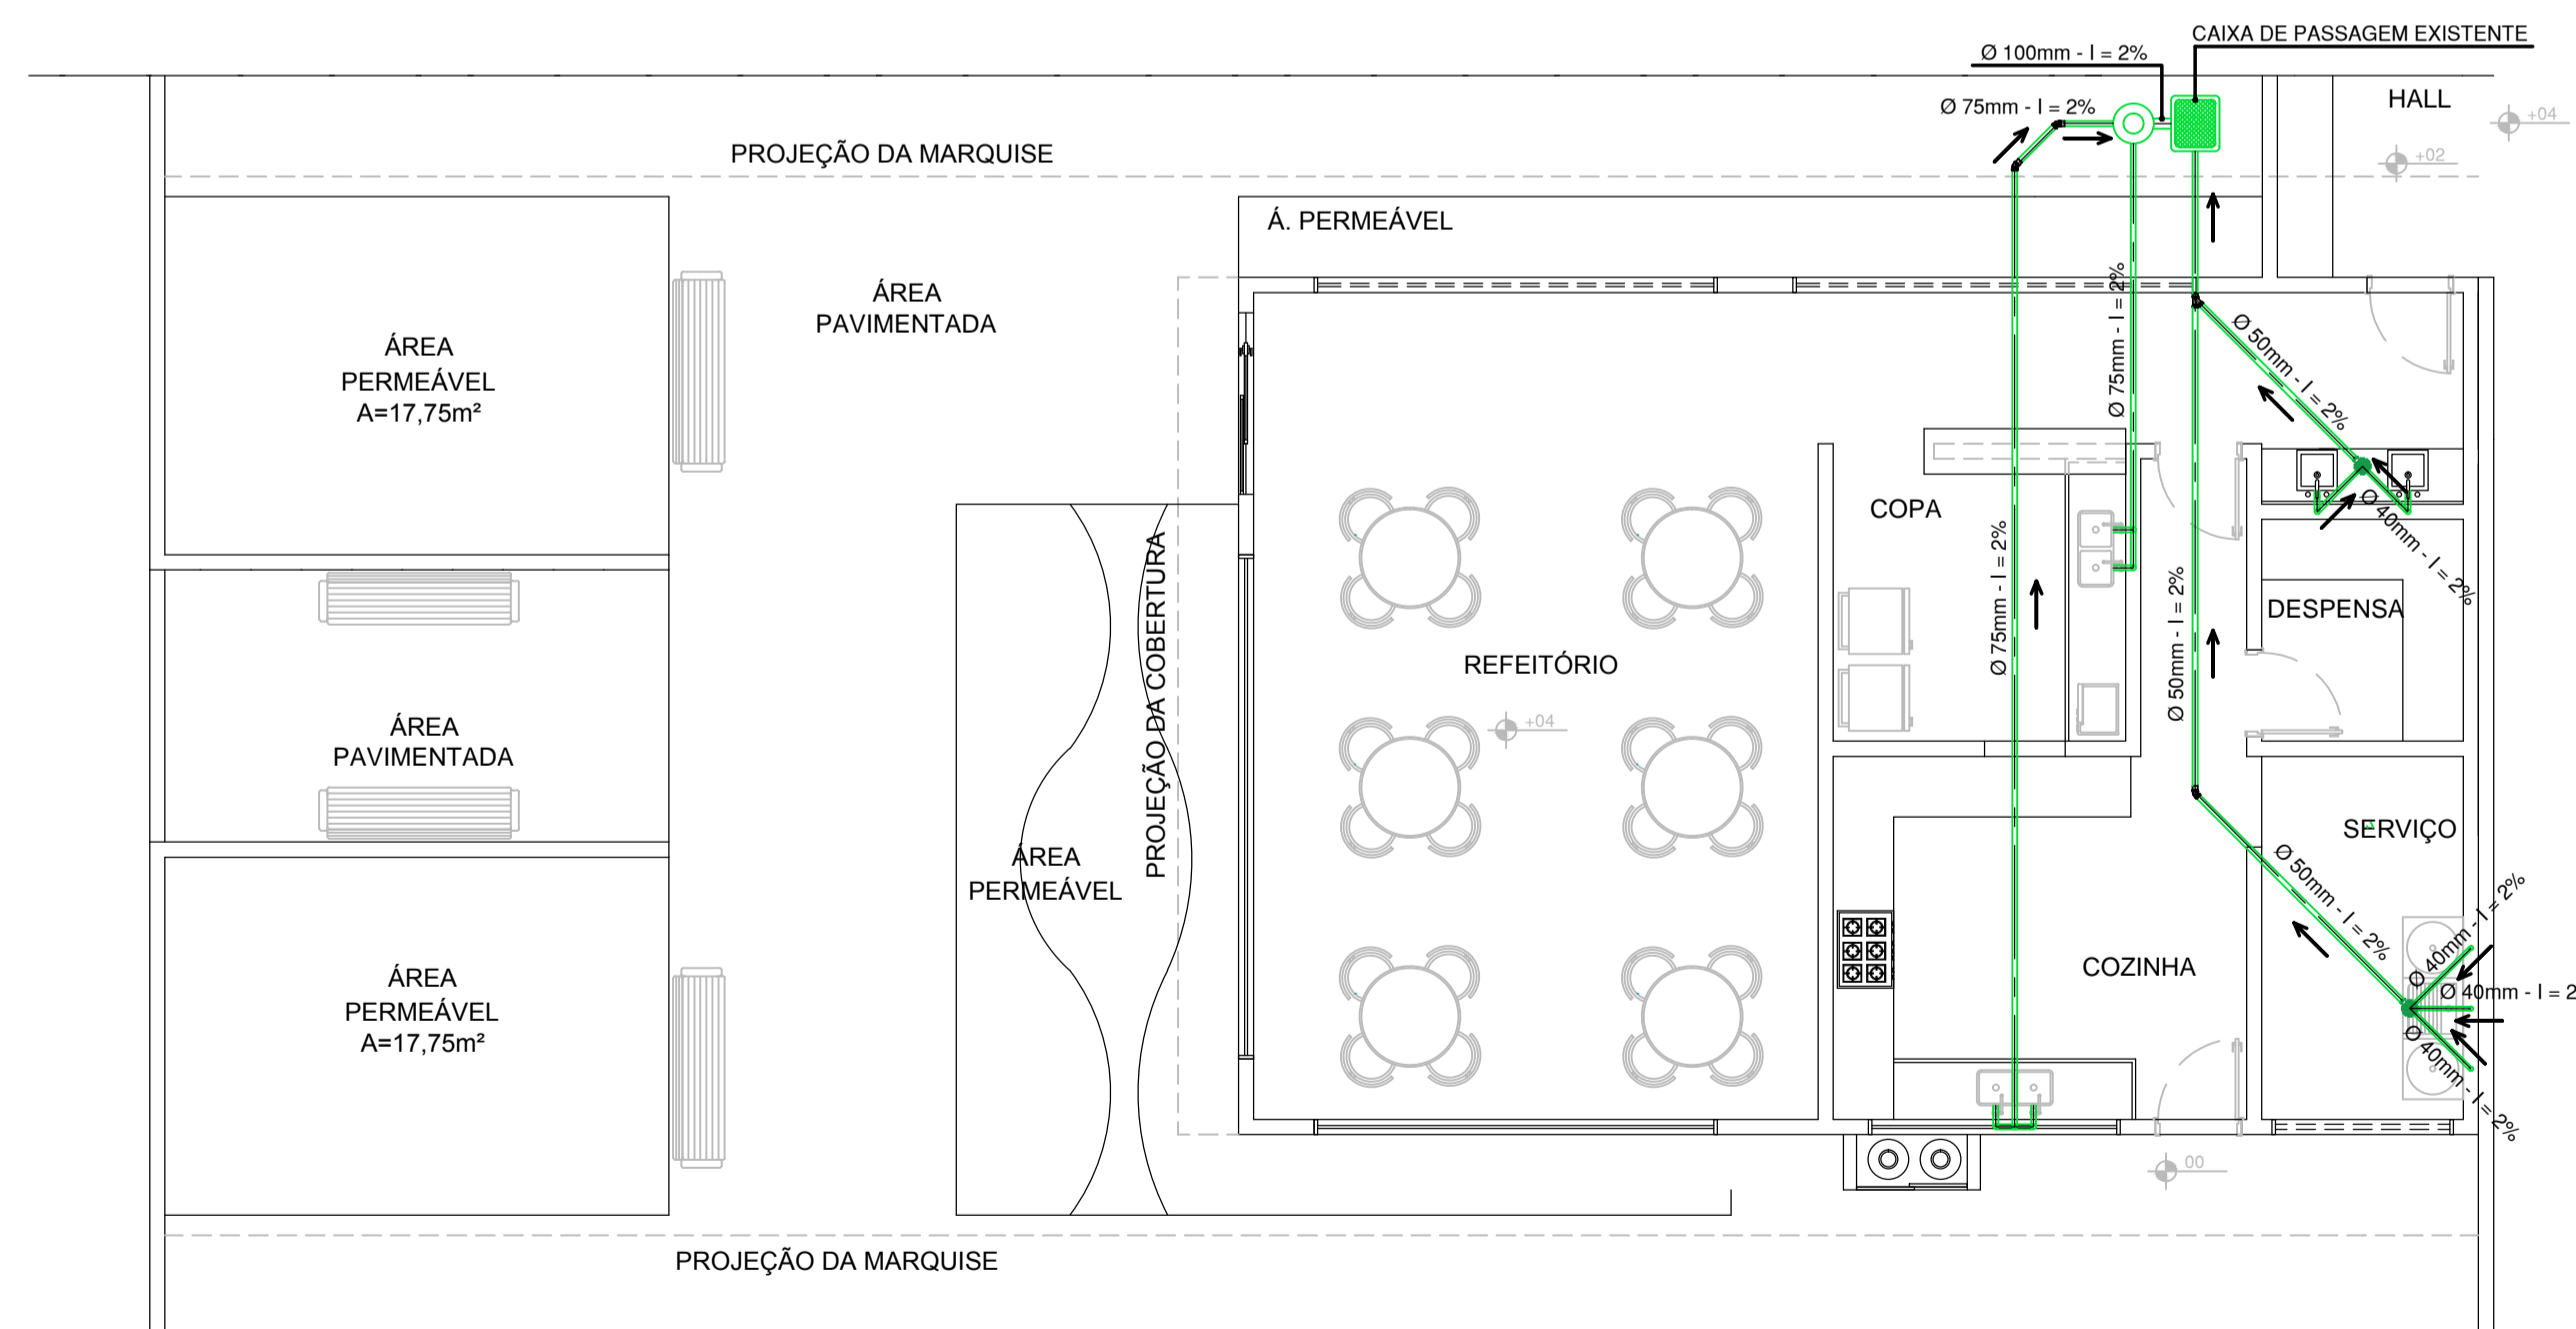 CAIXA DE PASSAGEM EXISTENTE
Ø 100mm - I = 2%
Ø 75mm - I = 2%
HALL
+04
+02
PROJEÇÃO DA MARQUISE
Á. PERMEÁVEL
ÁREA
PAVIMENTADA
ÁREA
PERMEÁVEL
A=17,75m²
Ø 75mm - I = 2%
Ø 50mm - I = 2%
Ø 40mm - I = 2%
COPA
DESPENSA
PROJEÇÃO DA COBERTURA
REFEITÓRIO
+04
Ø 75mm - I = 2%
Ø 50mm - I = 2%
ÁREA
PAVIMENTADA
SERVIÇO
ÁREA
PERMEÁVEL
Ø 50mm - I = 2%
Ø 40mm - I = 2%
Ø 40mm - I = 2
Ø 40mm - I = 2%
COZINHA
ÁREA
PERMEÁVEL
A=17,75m²
00
PROJEÇÃO DA MARQUISE